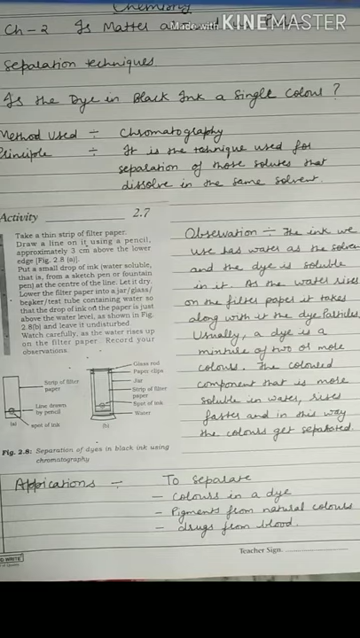 Chemistry
Ch-2 Is Matter around
Made with KINEMASTER
Separation techniques
Is the Dye in Black Ink a Single Colour?
Method Used ÷ Chromatography
Principle ÷ It is the technique used for
separation of those solutes that
dissolve in the same solvent.
Activity 2.7
Take a thin strip of filter paper.
Draw a line on it using a pencil,
approximately 3 cm above the lower
edge [Fig. 2.8 (a)].
Put a small drop of ink (water soluble,
that is, from a sketch pen or fountain
pen) at the centre of the line. Let it dry.
Lower the filter paper into a jar/glass/
beaker/test tube containing water so
that the drop of ink on the paper is just
above the water level, as shown in Fig.
2.8(b) and leave it undisturbed.
Watch carefully, as the water rises up
on the filter paper. Record your
observations.
Strip of filter
paper
Line drawn
by pencil
spot of ink
(a)
Glass rod
Paper clips
Jar
Strip of filter
paper
Spot of ink
Water
(b)
Fig. 2.8: Separation of dyes in black ink using
chromatography
Observation ÷ The ink we
use has water as the solve
and the dye is soluble
in it. As the water rises
on the filter paper it takes
along with it the dye Particles.
Usually, a dye is a
mixture of two or more
colours. The coloured
component that is more
soluble in water, rises
faster and in this way
the colours get separated.
Appications ÷ To separate
- colours in a dye
- Pigments from natural colours
- drugs from blood.
Teacher Sign.